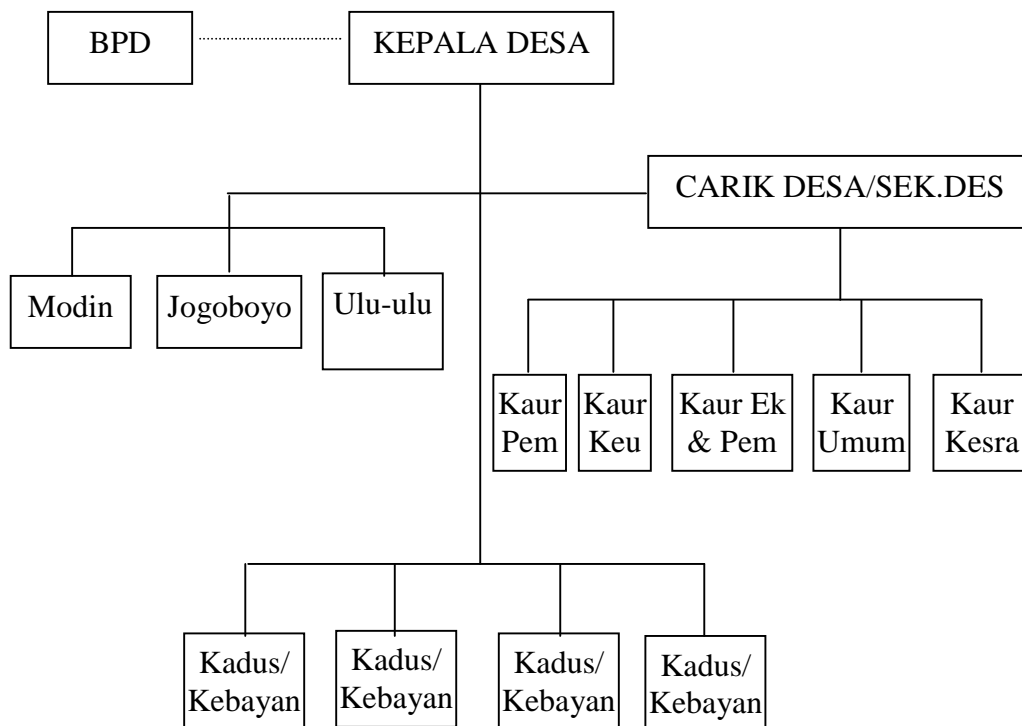 BPD
KEPALA DESA
CARIK DESA/SEK.DES
Modin
Jogoboyo
Ulu-ulu
Kaur
Pem
Kaur
Keu
Kaur Ek
& Pem
Kaur
Umum
Kaur
Kesra
Kadus/
Kebayan
Kadus/
Kebayan
Kadus/
Kebayan
Kadus/
Kebayan